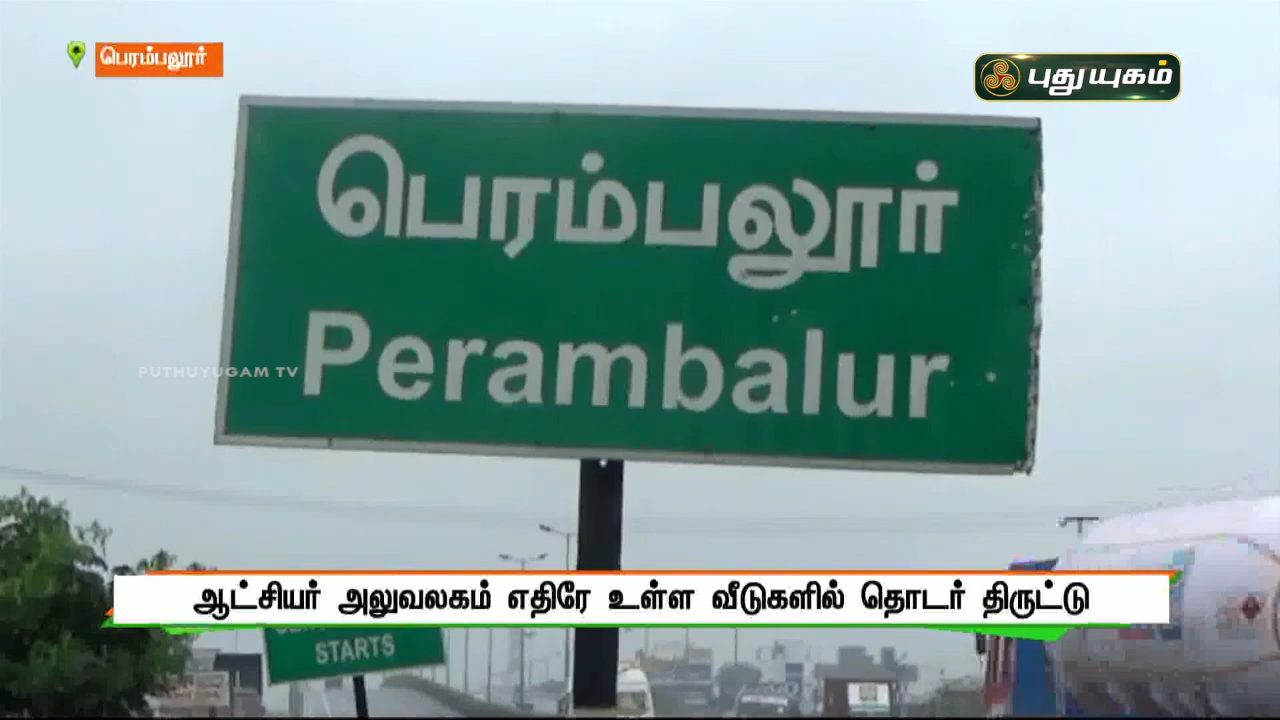 பெரம்பலூர்
புதுயுகம்
பெரம்பலூர்
Perambalur
PUTHUYUGAM TV
ஆட்சியர் அலுவலகம் எதிரே உள்ள வீடுகளில் தொடர் திருட்டு
STARTS